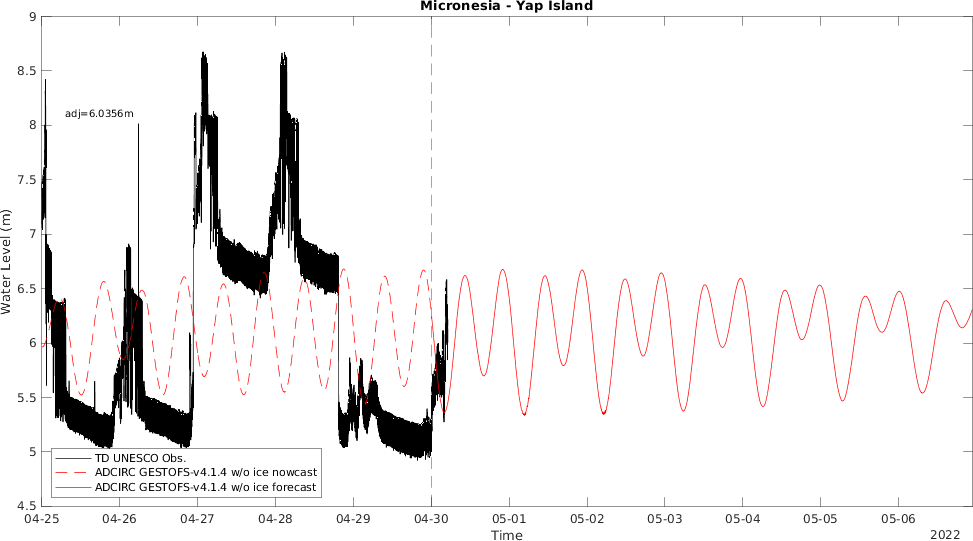 Micronesia - Yap Island
9
8.5
adj=6.0356m
8
7.5
7
Water Level (m)
6.5
6
5.5
5
4.5
TD UNESCO Obs.
ADCIRC GESTOFS-v4.1.4 w/o ice nowcast
ADCIRC GESTOFS-v4.1.4 w/o ice forecast
04-25 04-26 04-27 04-28 04-29 04-30 05-01 05-02 05-03 05-04 05-05 05-06
Time
2022